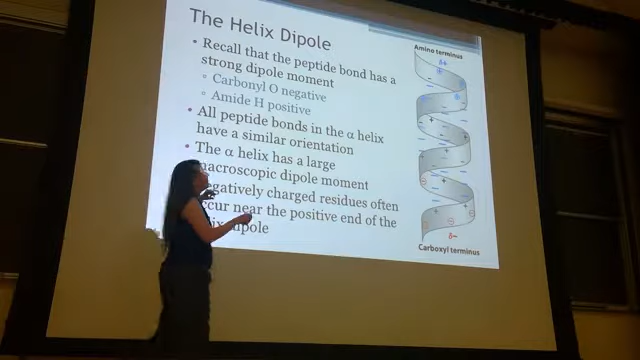 The Helix Dipole
• Recall that the peptide bond has a
strong dipole moment
▫ Carbonyl O negative
▫ Amide H positive
• All peptide bonds in the α helix
have a similar orientation
• The α helix has a large
macroscopic dipole moment
negatively charged residues often
occur near the positive end of the
dipole
Amino terminus
δ+
δ−
Carboxyl terminus